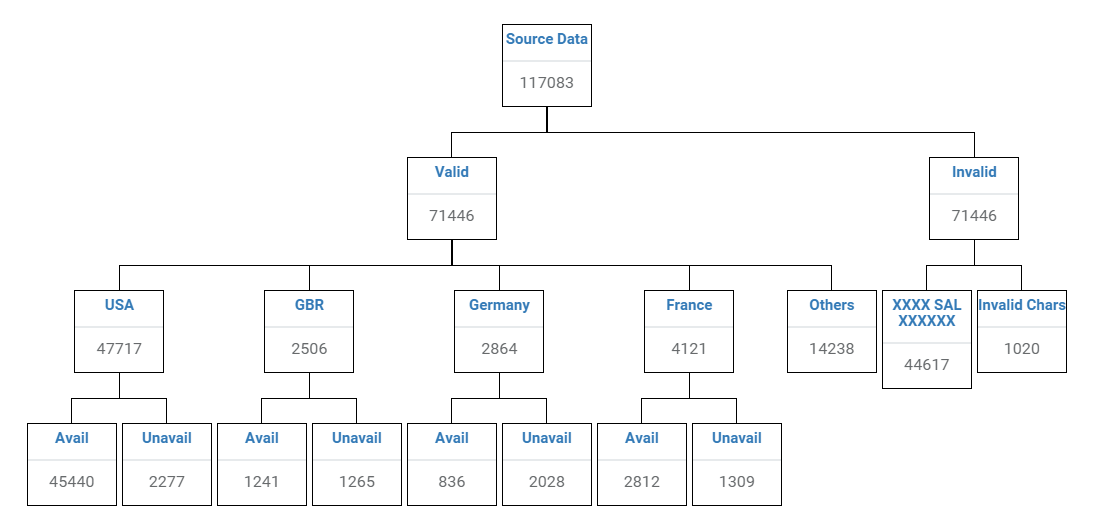 Source Data
117083
Valid
71446
Invalid
71446
USA
47717
GBR
2506
Germany
2864
France
4121
Others
14238
XXXX SAL
XXXXXX
44617
Invalid Chars
1020
Avail
45440
Unavail
2277
Avail
1241
Unavail
1265
Avail
836
Unavail
2028
Avail
2812
Unavail
1309